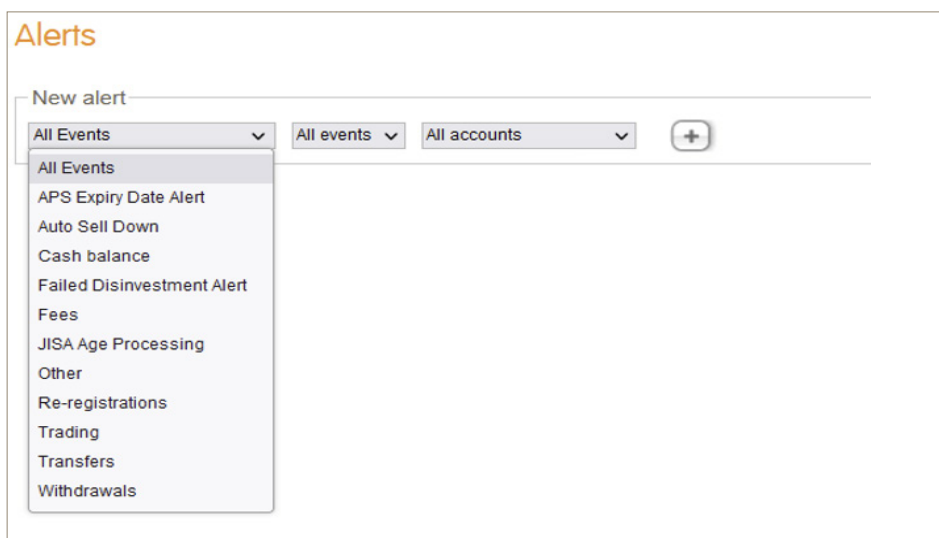 Alerts
New alert
All Events All events All accounts +
All Events
APS Expiry Date Alert
Auto Sell Down
Cash balance
Failed Disinvestment Alert
Fees
JISA Age Processing
Other
Re-registrations
Trading
Transfers
Withdrawals